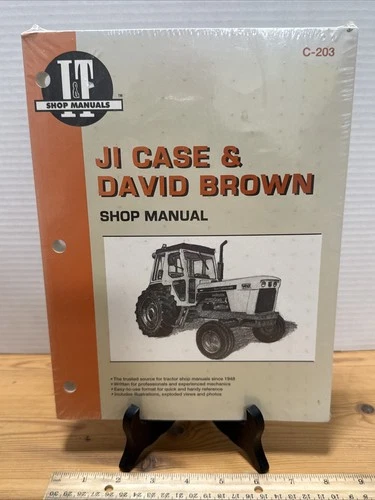 C-203
I&T
SHOP MANUALS
JI CASE &
DAVID BROWN
SHOP MANUAL
•The trusted source for tractor shop manuals since 1948
•Written for professionals and experienced mechanics
•Easy-to-use format for quick and handy reference
•Includes illustrations, exploded views and photos